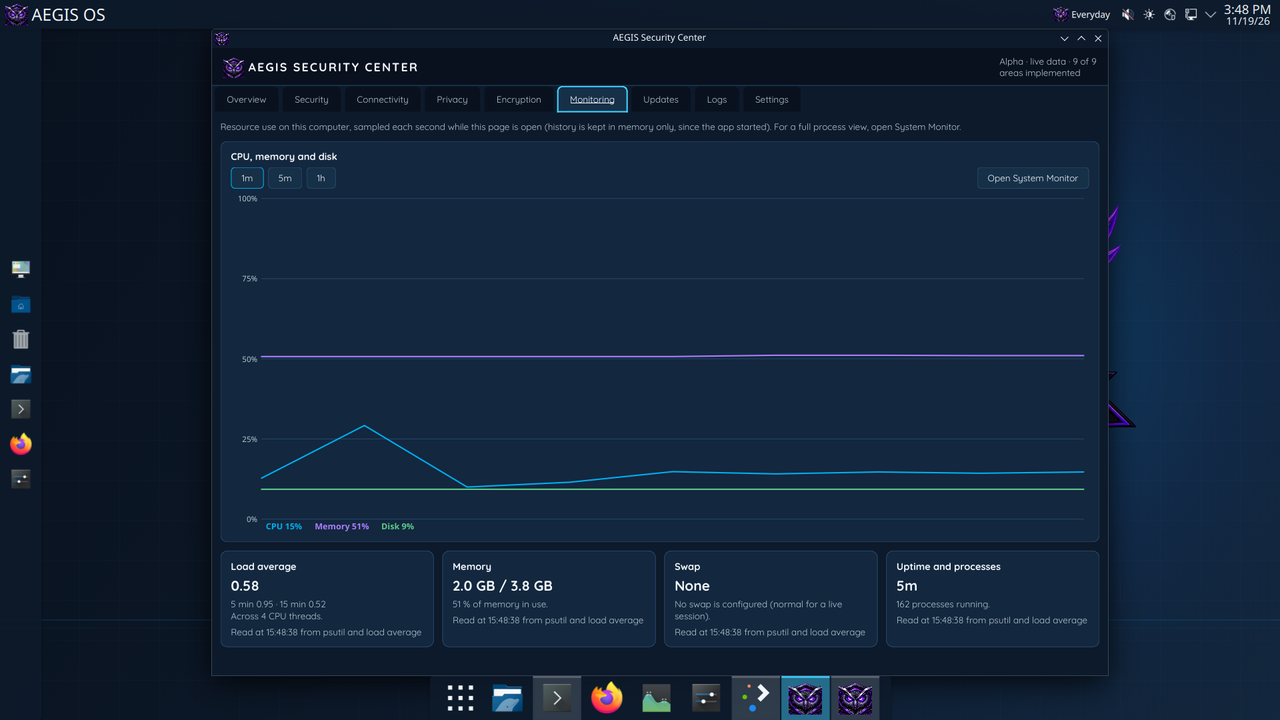 AEGIS OS
Everyday
3:48 PM
11/19/26
AEGIS Security Center
AEGIS SECURITY CENTER
Alpha · live data · 9 of 9
areas implemented
Overview
Security
Connectivity
Privacy
Encryption
Monitoring
Updates
Logs
Settings
Resource use on this computer, sampled each second while this page is open (history is kept in memory only, since the app started). For a full process view, open System Monitor.
CPU, memory and disk
1m
5m
1h
Open System Monitor
100%
75%
50%
25%
0%
CPU 15%
Memory 51%
Disk 9%
Load average
0.58
5 min 0.95 · 15 min 0.52
Across 4 CPU threads.
Read at 15:48:38 from psutil and load average
Memory
2.0 GB / 3.8 GB
51 % of memory in use.
Read at 15:48:38 from psutil and load average
Swap
None
No swap is configured (normal for a live
session).
Read at 15:48:38 from psutil and load average
Uptime and processes
5m
162 processes running.
Read at 15:48:38 from psutil and load average